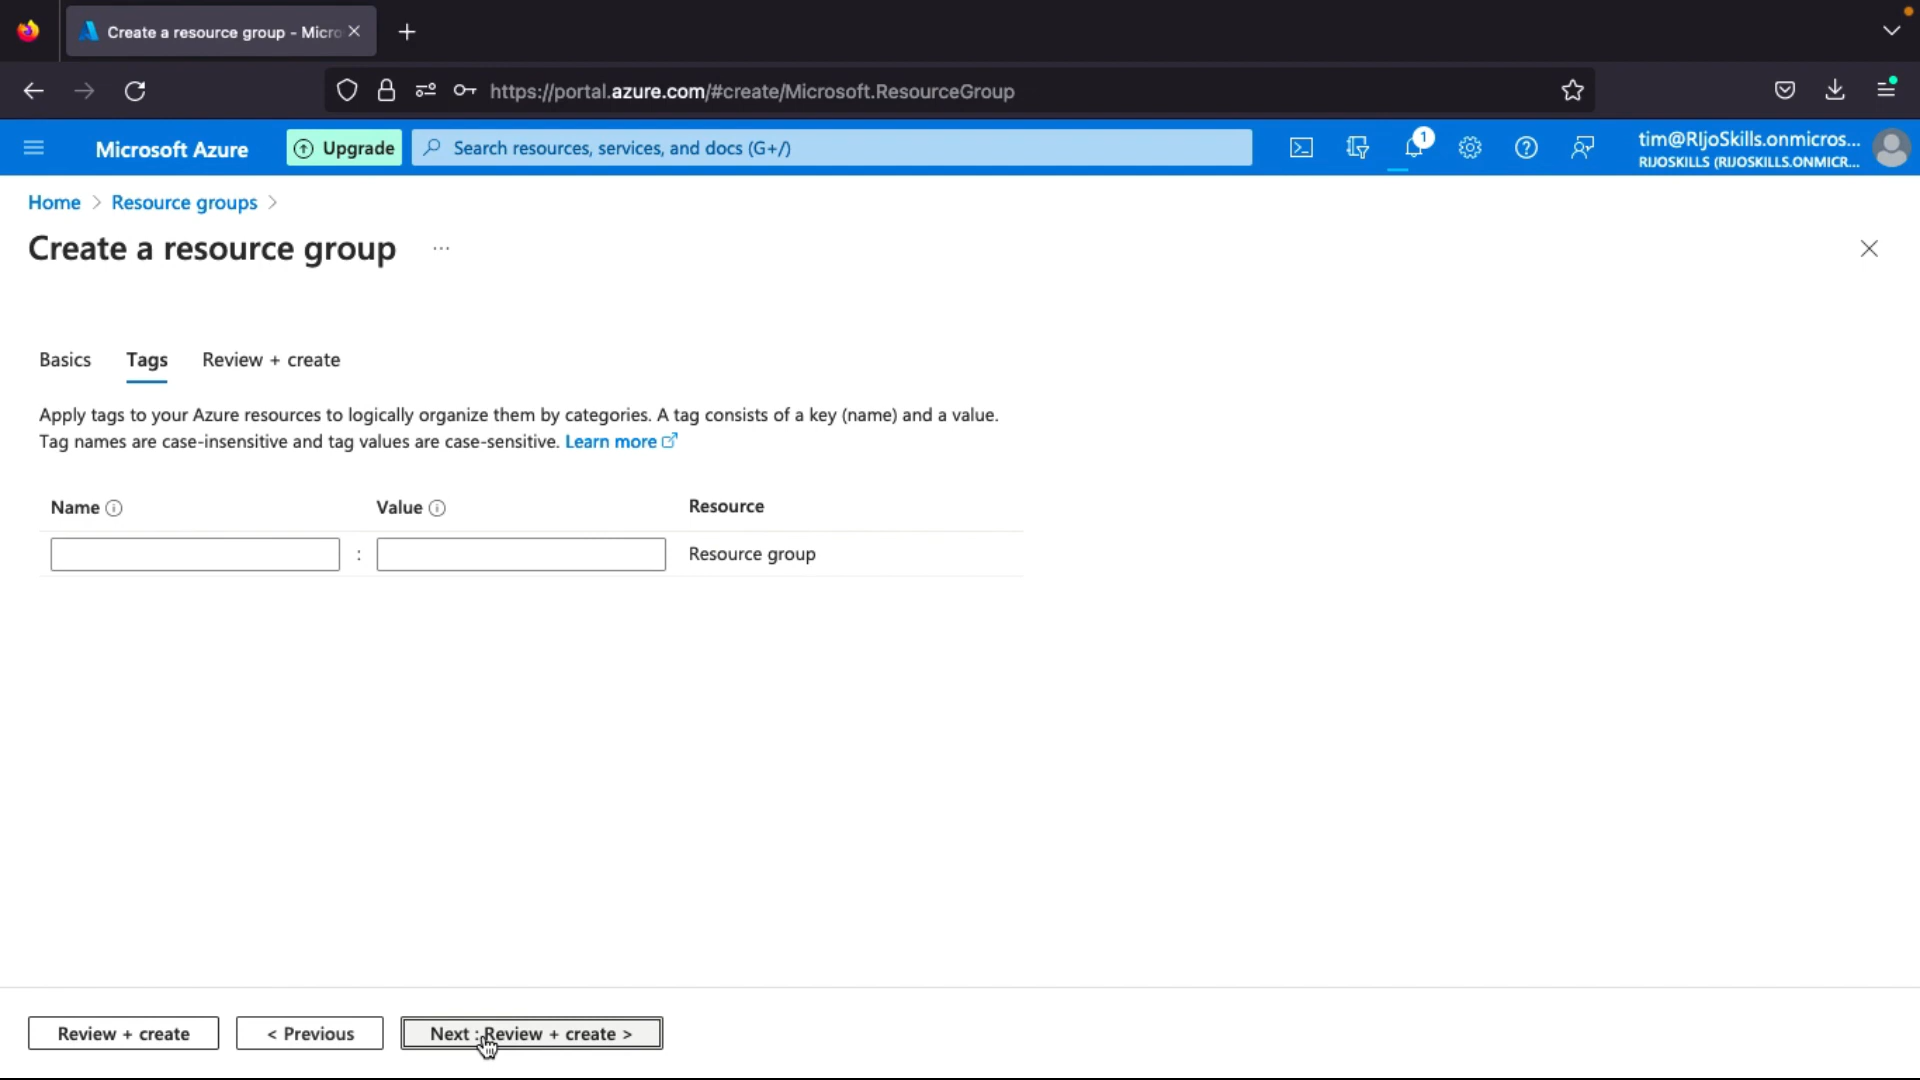 Create a resource group - Micro
https://portal.azure.com/#create/Microsoft.ResourceGroup
Microsoft Azure
Upgrade
Search resources, services, and docs (G+/)
1
tim@RIjoSkills.onmicros...
RIJOSKILLS (RIJOSKILLS.ONMICR...
Home > Resource groups >
Create a resource group ...
Basics Tags Review + create
Apply tags to your Azure resources to logically organize them by categories. A tag consists of a key (name) and a value.
Tag names are case-insensitive and tag values are case-sensitive. Learn more
Name Value Resource
: Resource group
Review + create < Previous Next : Review + create >